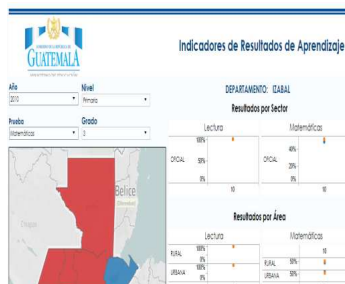 GUATEMALA
Indicadores de Resultados de Aprendizaje
Año
Nivel
2010
Primaria
Prueba
Grado
Matemáticas
3
DEPARTAMENTO: IZABAL
Resultados por Sector
Lectura
Matemáticas
OFICIAL
100%
50%
0%
10
OFICIAL
40%
20%
0%
10
Resultados por Área
Lectura
Matemáticas
RURAL
100%
0%
URBANA
100%
0%
10
RURAL
50%
URBANA
50%
Belice
Chiapas